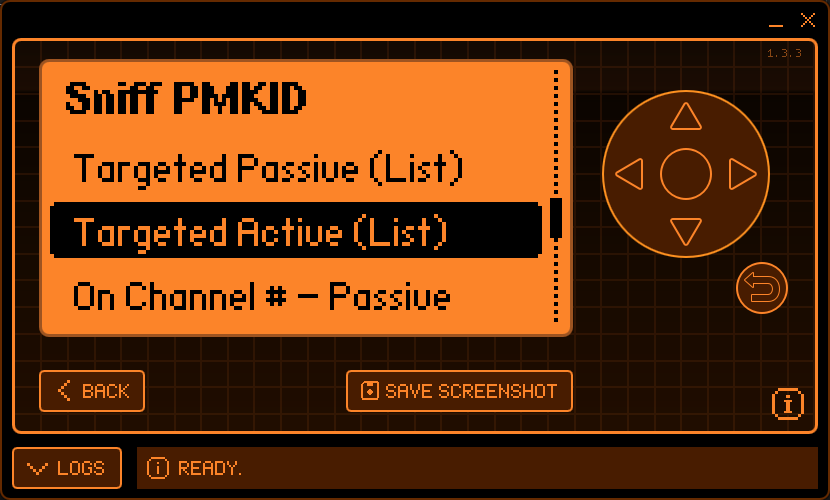 1.3.3
Sniff PMKID
Targeted Passive (List)
Targeted Active (List)
On Channel # - Passive
BACK
SAVE SCREENSHOT
LOGS
READY.